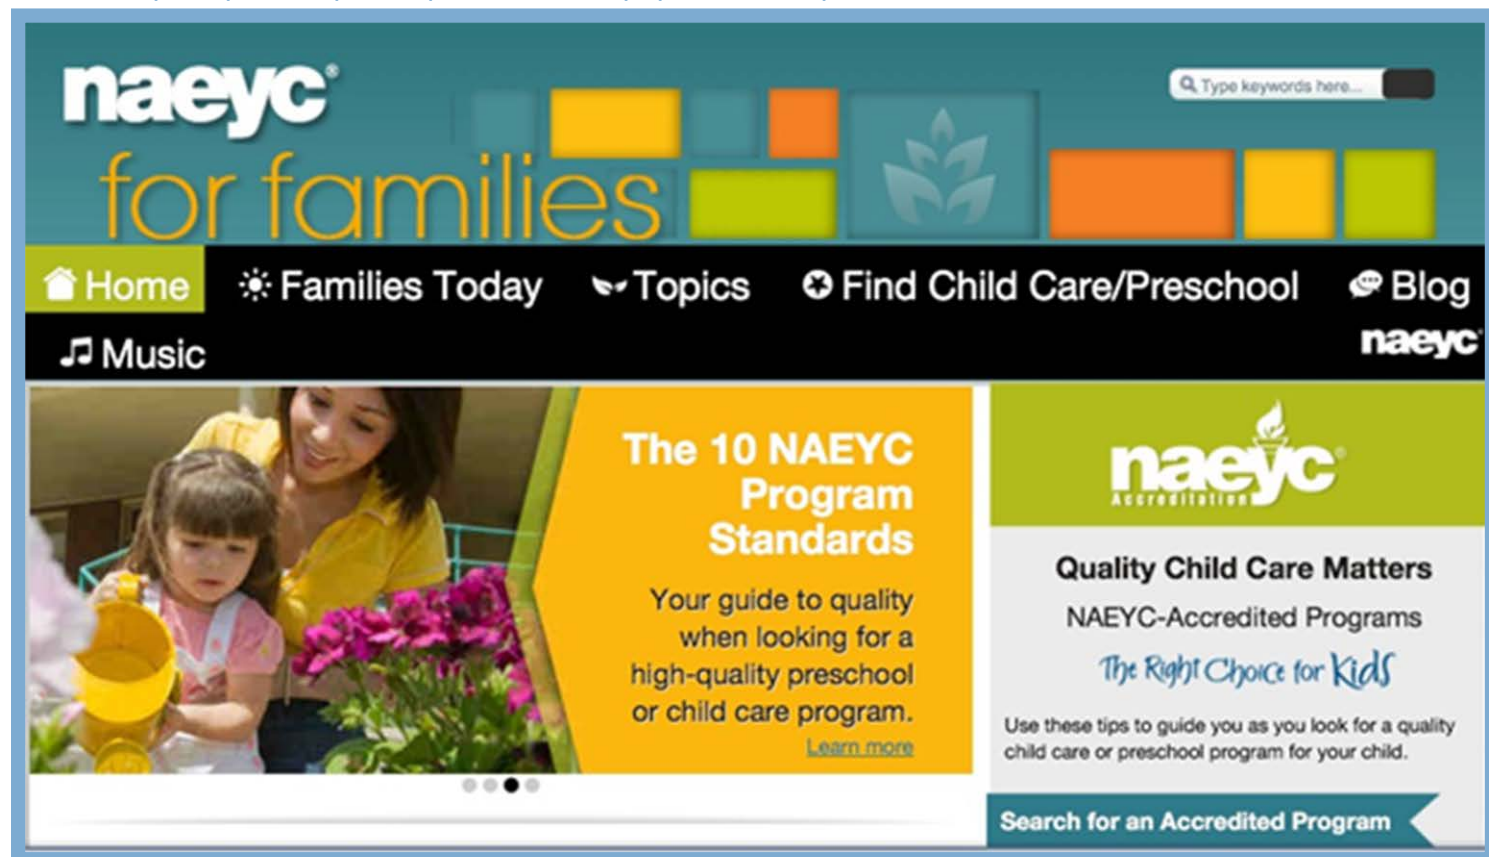 naeyc®
for families
Type keywords here...
Home Families Today Topics Find Child Care/Preschool Blog
Music naeyc
The 10 NAEYC
Program
Standards
Your guide to quality
when looking for a
high-quality preschool
or child care program.
Learn more
naeyc
Accreditation
Quality Child Care Matters
NAEYC-Accredited Programs
The Right Choice for Kids
Use these tips to guide you as you look for a quality
child care or preschool program for your child.
Search for an Accredited Program